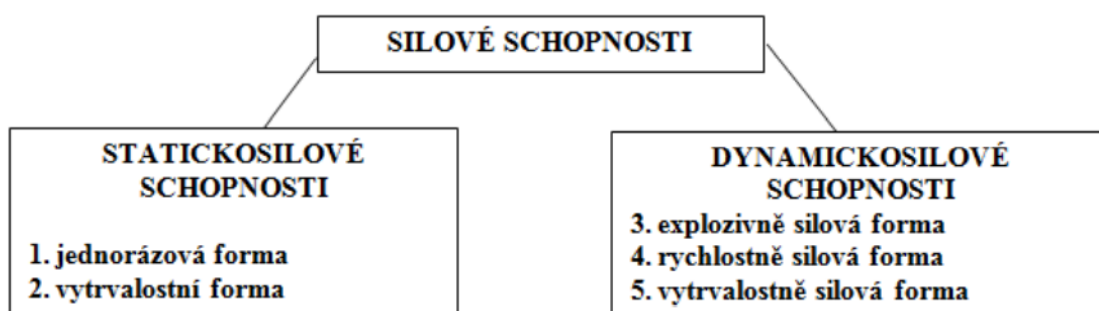 SILOVÉ SCHOPNOSTI
STATICKOSILOVÉ
SCHOPNOSTI
1. jednorázová forma
2. vytrvalostní forma
DYNAMICKOSILOVÉ
SCHOPNOSTI
3. explozivně silová forma
4. rychlostně silová forma
5. vytrvalostně silová forma